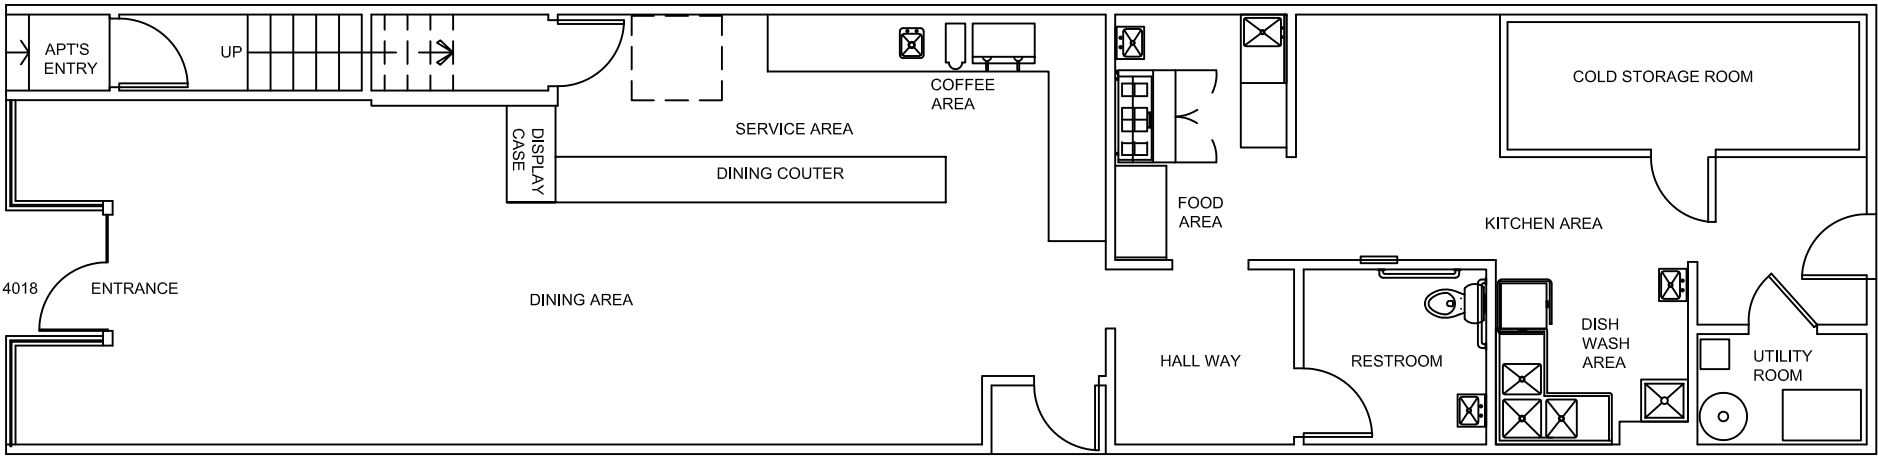 APT'S
ENTRY
UP
COFFEE
AREA
COLD STORAGE ROOM
SERVICE AREA
DISPLAY
CASE
DINING COUTER
FOOD
AREA
KITCHEN AREA
4018
ENTRANCE
DINING AREA
HALL WAY
RESTROOM
DISH
WASH
AREA
UTILITY
ROOM